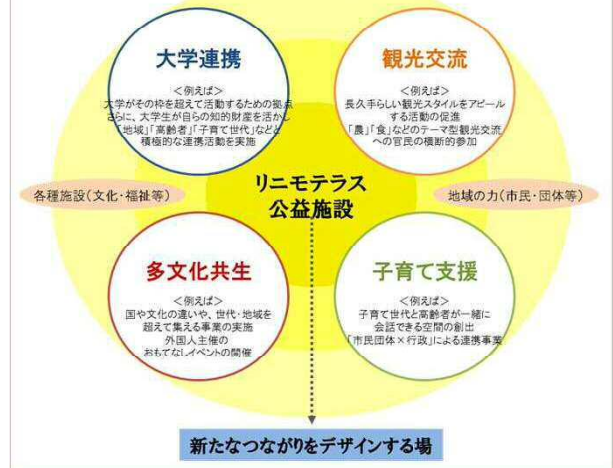 大学連携
＜例えば＞
大学がその枠を超えて活動するための拠点
さらに、大学生が自らの知的財産を活かし
「地域」「高齢者」「子育て世代」などと
積極的な連携活動を実施
観光交流
＜例えば＞
長久手らしい観光スタイルをアピール
する活動の促進
「農」「食」などのテーマ型観光交流
への官民の横断的参加
各種施設（文化・福祉等）
リニモテラス
公益施設
地域の力（市民・団体等）
多文化共生
＜例えば＞
国や文化の違いや、世代・地域を
超えて集える事業の実施
外国人主催の
おもてなしイベントの開催
子育て支援
＜例えば＞
子育て世代と高齢者が一緒に
会話できる空間の創出
「市民団体×行政」による連携事業
新たなつながりをデザインする場